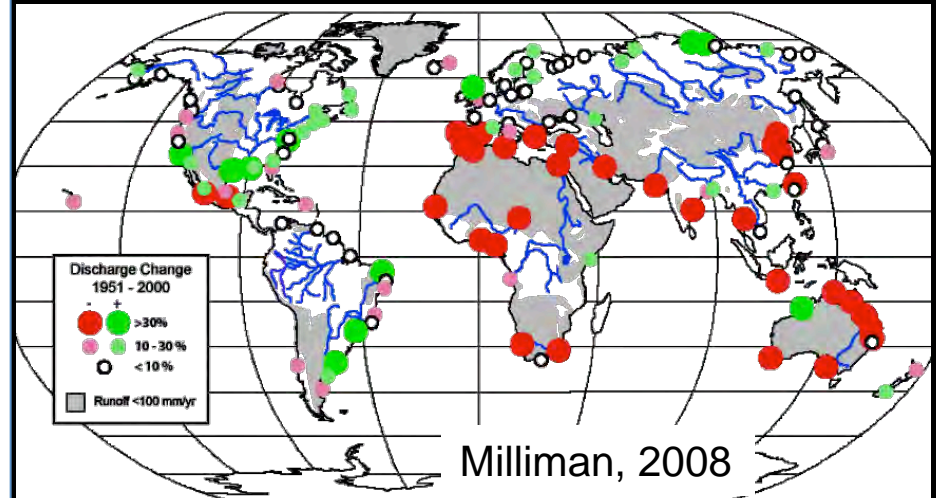 Discharge Change
1951 - 2000
- +
>30%
10 - 30 %
< 10 %
Runoff <100 mm/yr
Milliman, 2008